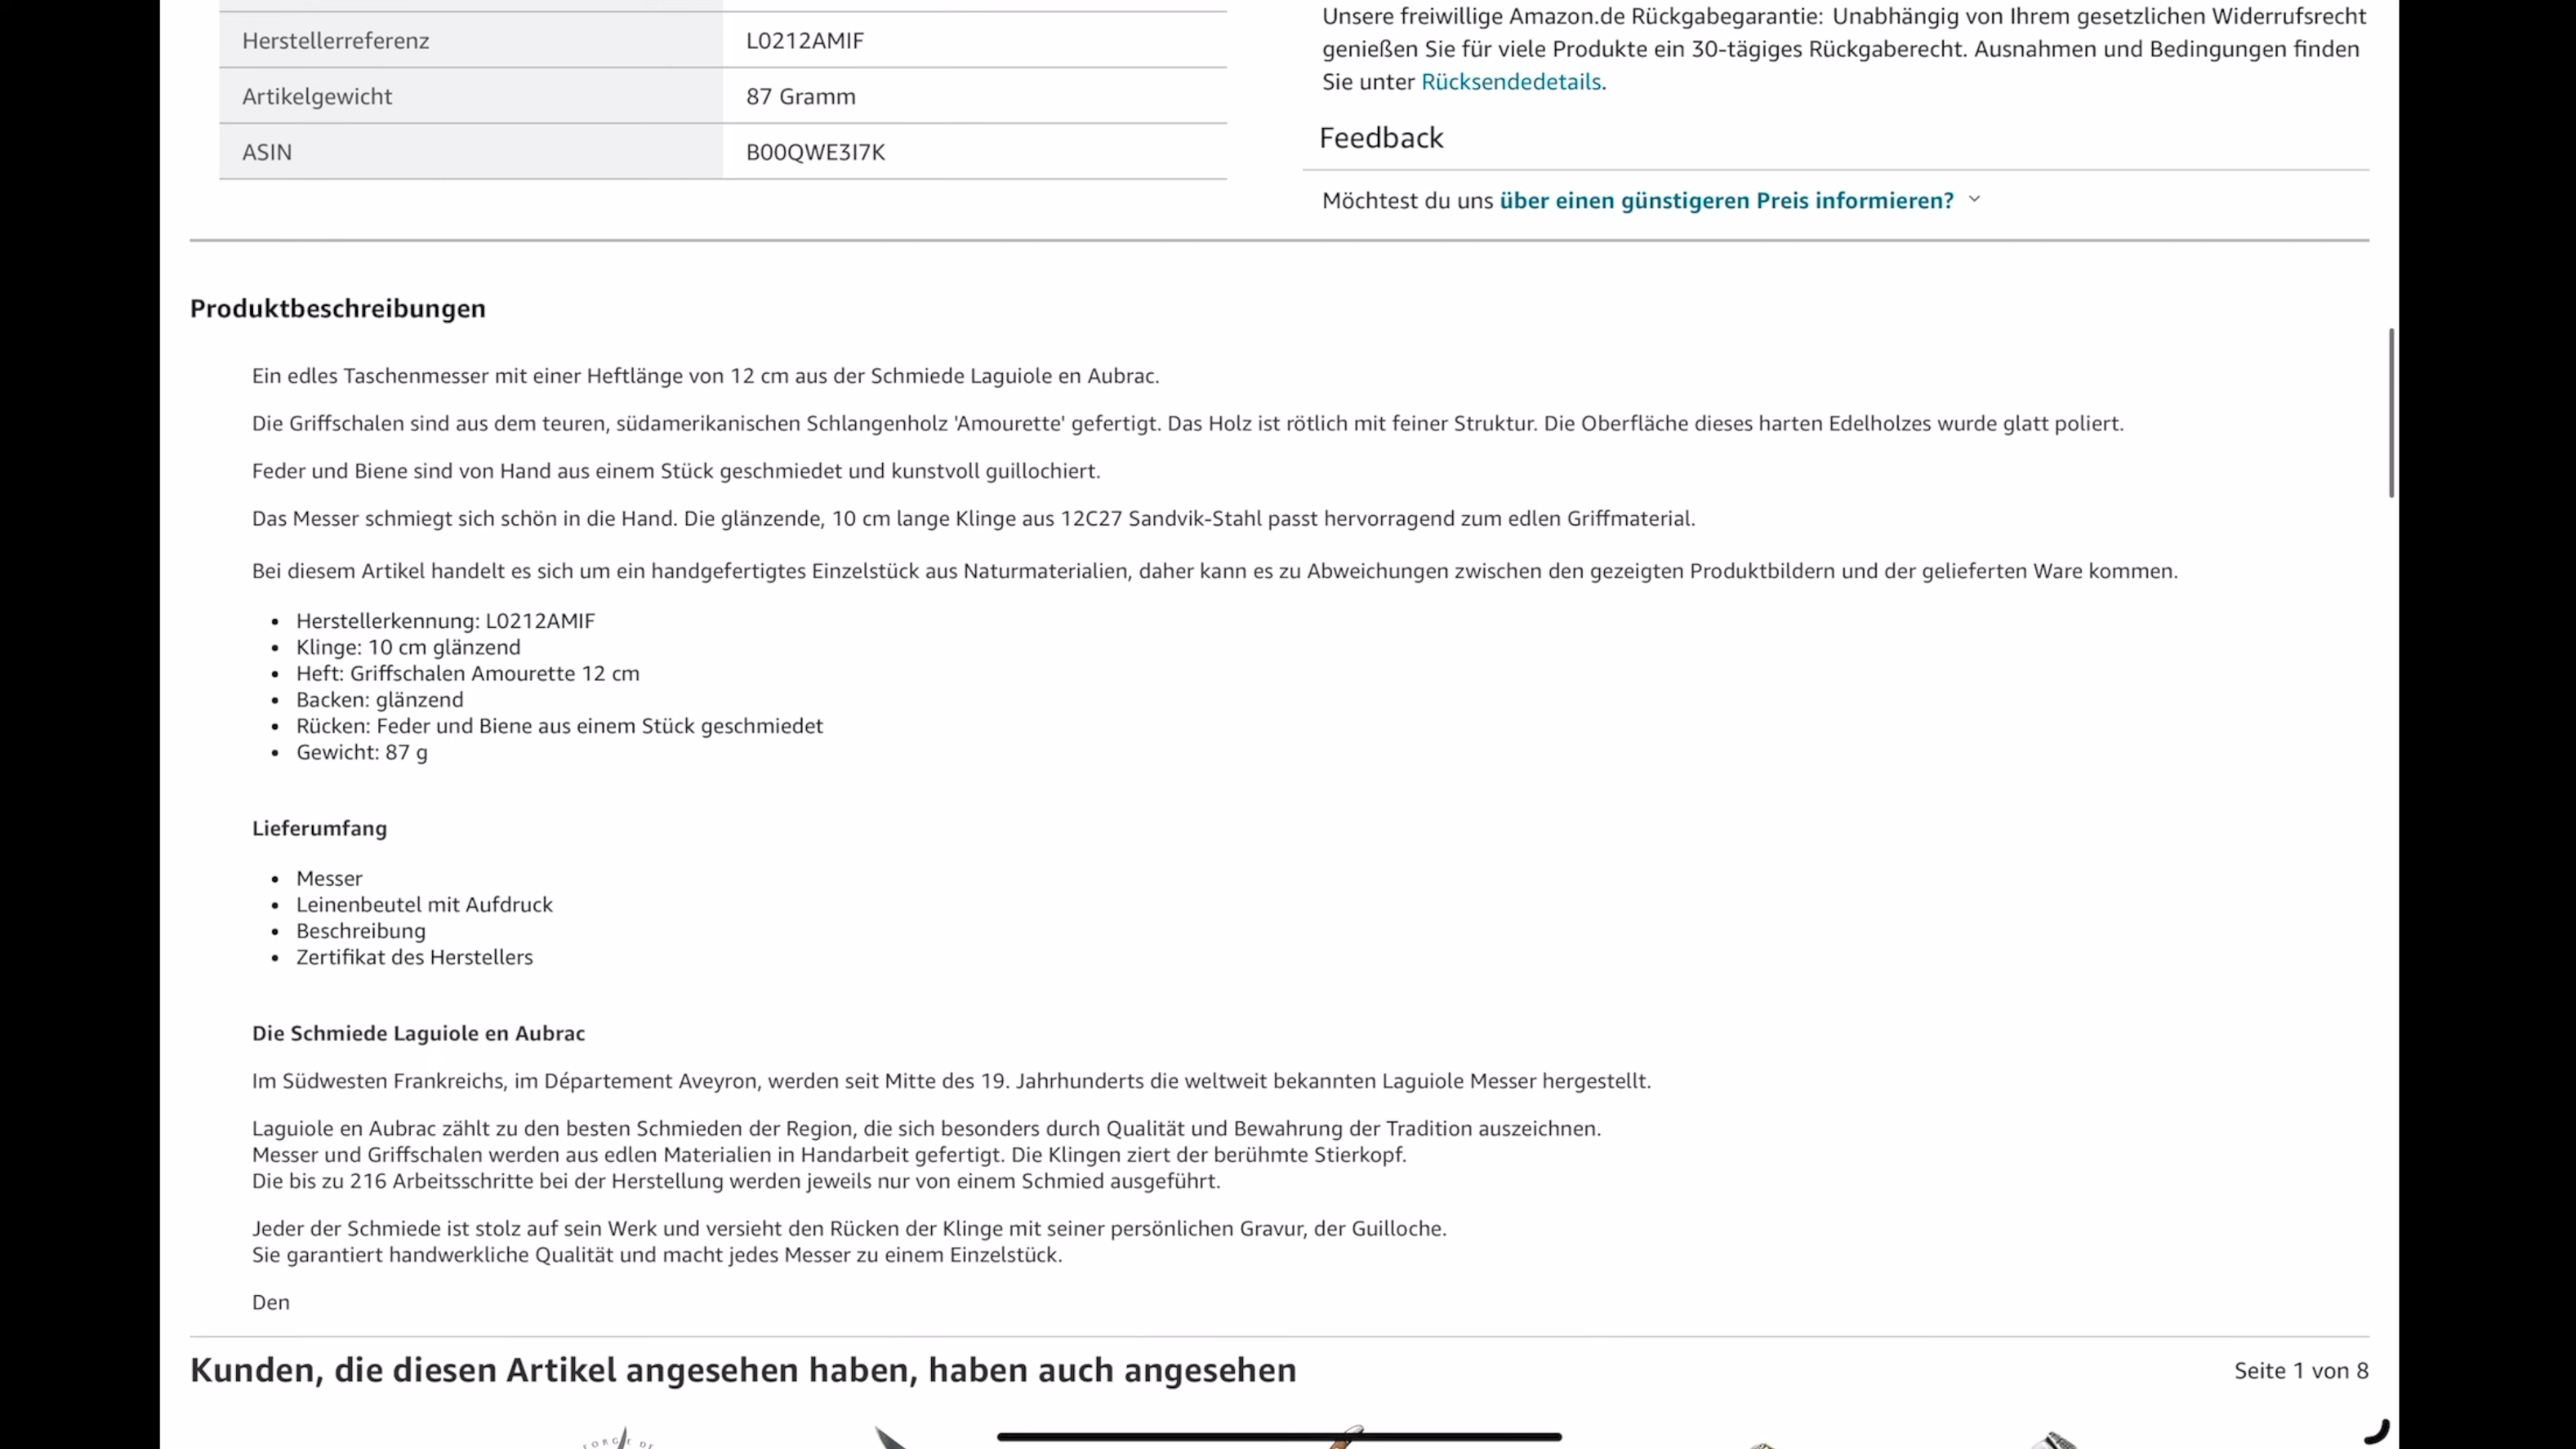 Herstellerreferenz L0212AMIF
Artikelgewicht 87 Gramm
ASIN B00QWE3I7K
Unsere freiwillige Amazon.de Rückgabegarantie: Unabhängig von Ihrem gesetzlichen Widerrufsrecht
genießen Sie für viele Produkte ein 30-tägiges Rückgaberecht. Ausnahmen und Bedingungen finden
Sie unter Rücksendedetails.
Feedback
Möchtest du uns über einen günstigeren Preis informieren?
Produktbeschreibungen
Ein edles Taschenmesser mit einer Heftlänge von 12 cm aus der Schmiede Laguiole en Aubrac.
Die Griffschalen sind aus dem teuren, südamerikanischen Schlangenholz 'Amourette' gefertigt. Das Holz ist rötlich mit feiner Struktur. Die Oberfläche dieses harten Edelholzes wurde glatt poliert.
Feder und Biene sind von Hand aus einem Stück geschmiedet und kunstvoll guillochiert.
Das Messer schmiegt sich schön in die Hand. Die glänzende, 10 cm lange Klinge aus 12C27 Sandvik-Stahl passt hervorragend zum edlen Griffmaterial.
Bei diesem Artikel handelt es sich um ein handgefertigtes Einzelstück aus Naturmaterialien, daher kann es zu Abweichungen zwischen den gezeigten Produktbildern und der gelieferten Ware kommen.
• Herstellerkennung: L0212AMIF
• Klinge: 10 cm glänzend
• Heft: Griffschalen Amourette 12 cm
• Backen: glänzend
• Rücken: Feder und Biene aus einem Stück geschmiedet
• Gewicht: 87 g
Lieferumfang
• Messer
• Leinenbeutel mit Aufdruck
• Beschreibung
• Zertifikat des Herstellers
Die Schmiede Laguiole en Aubrac
Im Südwesten Frankreichs, im Département Aveyron, werden seit Mitte des 19. Jahrhunderts die weltweit bekannten Laguiole Messer hergestellt.
Laguiole en Aubrac zählt zu den besten Schmieden der Region, die sich besonders durch Qualität und Bewahrung der Tradition auszeichnen.
Messer und Griffschalen werden aus edlen Materialien in Handarbeit gefertigt. Die Klingen ziert der berühmte Stierkopf.
Die bis zu 216 Arbeitsschritte bei der Herstellung werden jeweils nur von einem Schmied ausgeführt.
Jeder der Schmiede ist stolz auf sein Werk und versieht den Rücken der Klinge mit seiner persönlichen Gravur, der Guilloche.
Sie garantiert handwerkliche Qualität und macht jedes Messer zu einem Einzelstück.
Den
Kunden, die diesen Artikel angesehen haben, haben auch angesehen
Seite 1 von 8
FORGE DE